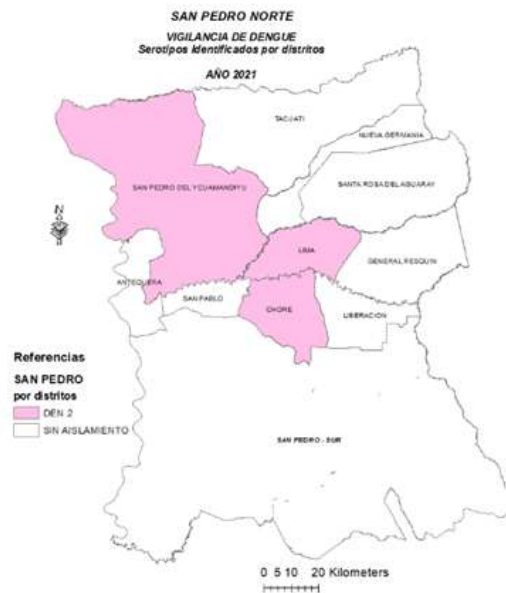 SAN PEDRO NORTE
VIGILANCIA DE DENGUE
Serotipos Identificados por distritos
AÑO 2021
TACUATI
NUEVA GERMANIA
SAN PEDRO DEL YCUAMANDIYU
SANTA ROSA DEL AGUARAY
N
LIMA
GENERAL RESQUIN
ANTEQUERA
SAN PABLO
CHORE
LIBERACION
Referencias
SAN PEDRO
por distritos
DEN 2
SIN AISLAMIENTO
SAN PEDRO - SUR
0 5 10 20 Kilometers